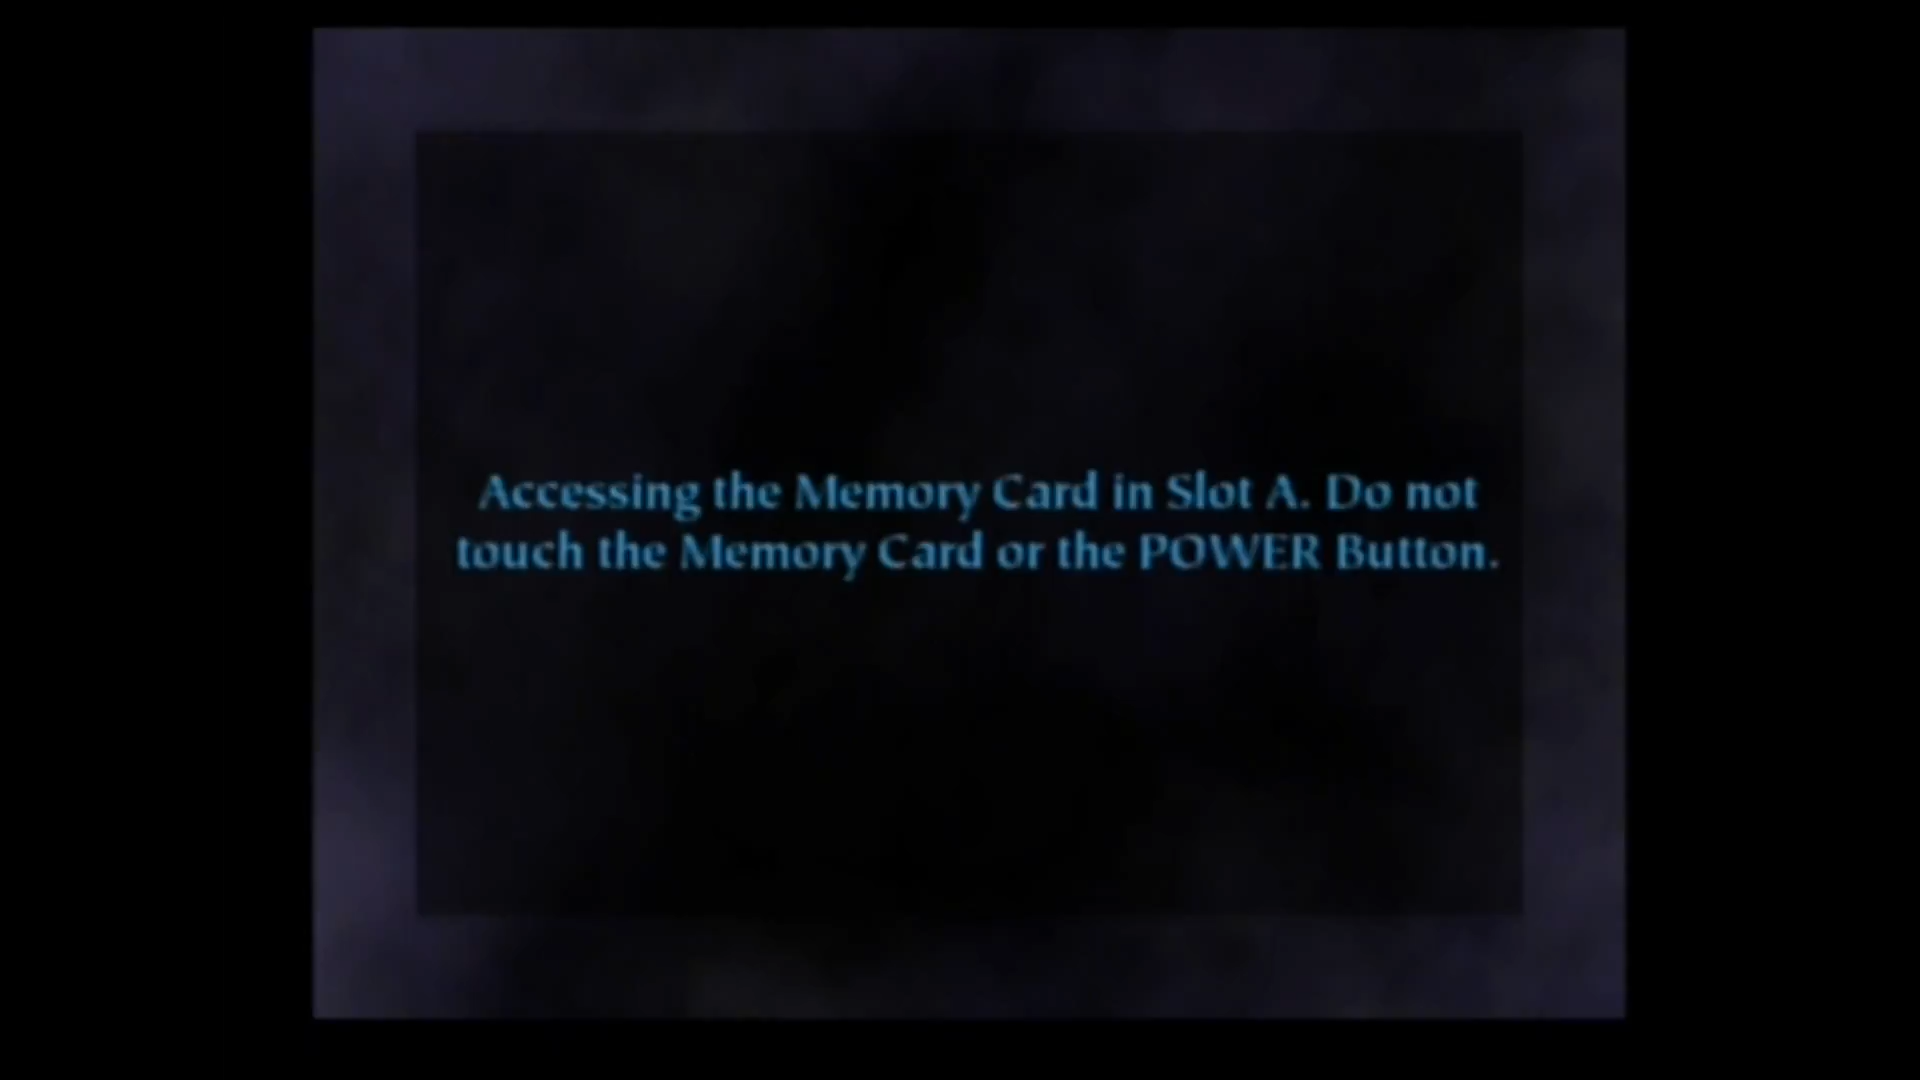 Accessing the Memory Card in Slot A. Do not
touch the Memory Card or the POWER Button.